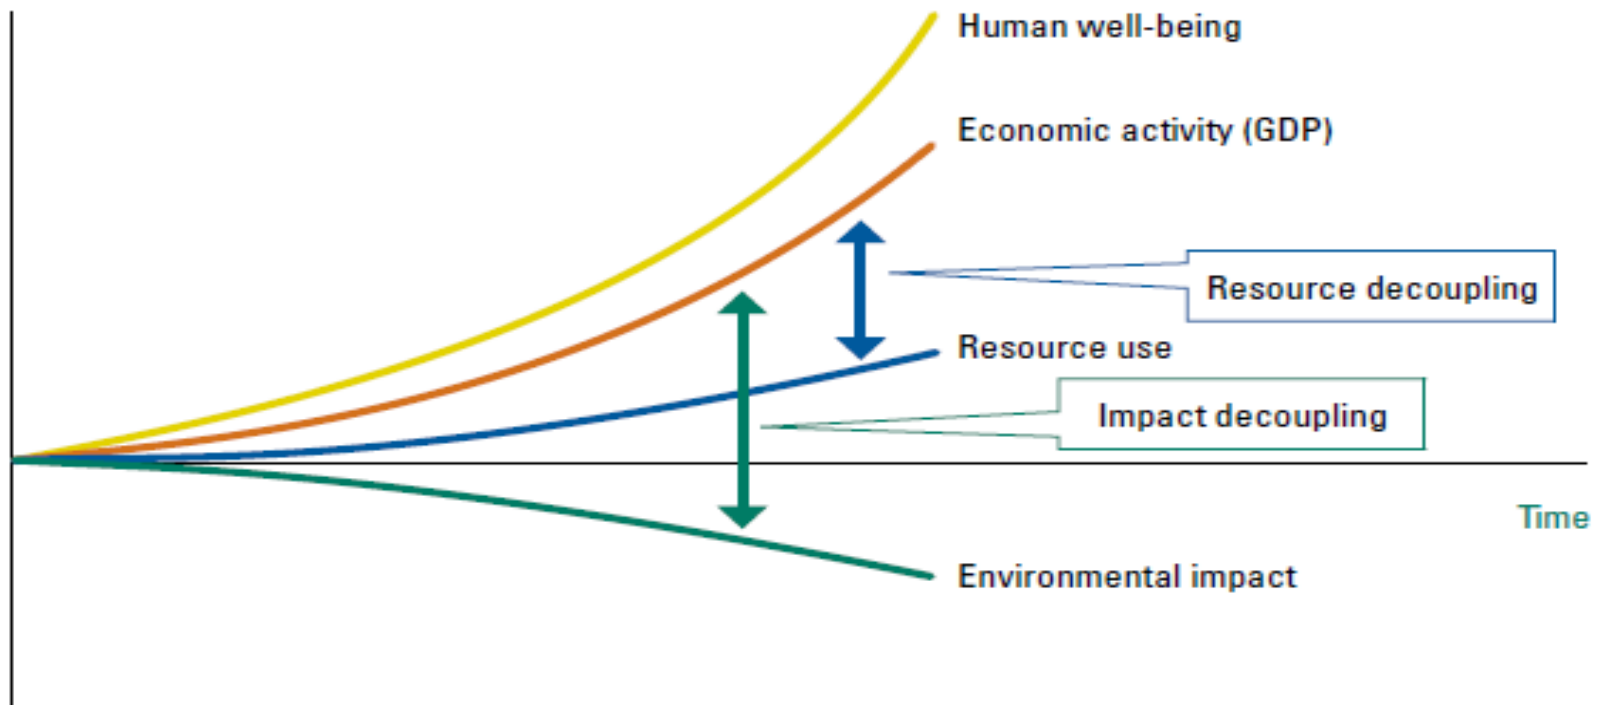 Human well-being
Economic activity (GDP)
Resource decoupling
Resource use
Impact decoupling
Time
Environmental impact